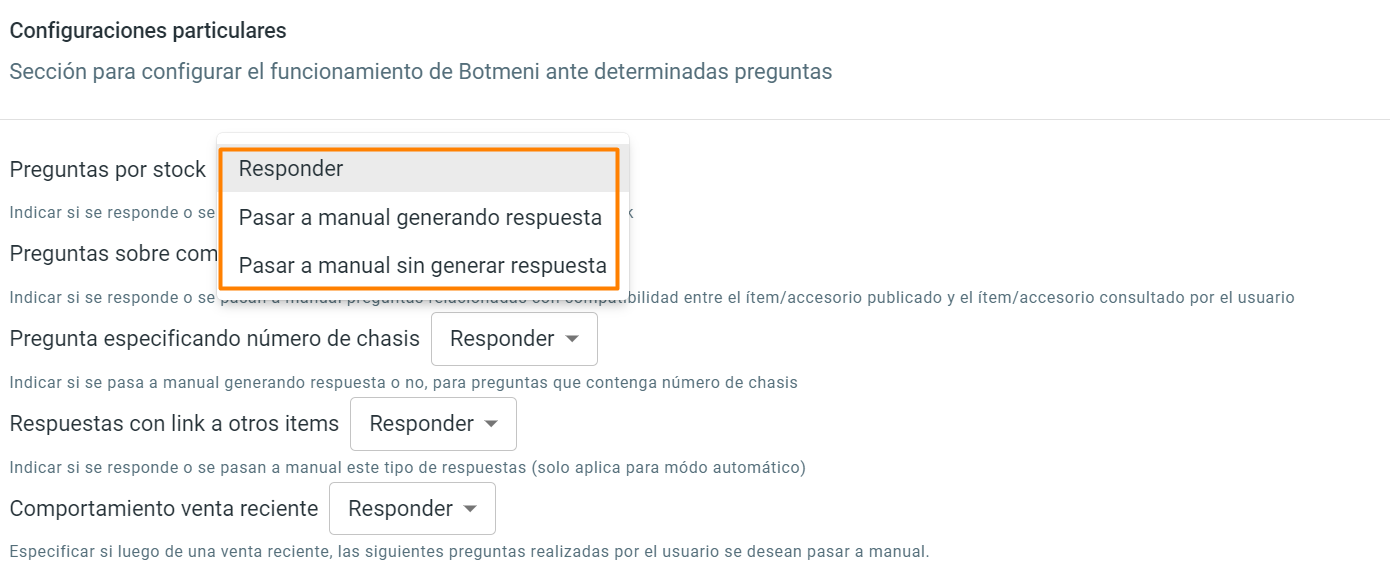 Configuraciones particulares
Sección para configurar el funcionamiento de Botmeni ante determinadas preguntas
Preguntas por stock
Responder
Pasar a manual generando respuesta
Pasar a manual sin generar respuesta
Indicar si se responde o se
Preguntas sobre com
Indicar si se responde o se pasan a manual preguntas relacionadas con compatibilidad entre el ítem/accesorio publicado y el ítem/accesorio consultado por el usuario
Pregunta especificando número de chasis Responder
Indicar si se pasa a manual generando respuesta o no, para preguntas que contenga número de chasis
Respuestas con link a otros items Responder
Indicar si se responde o se pasan a manual este tipo de respuestas (solo aplica para módo automático)
Comportamiento venta reciente Responder
Especificar si luego de una venta reciente, las siguientes preguntas realizadas por el usuario se desean pasar a manual.